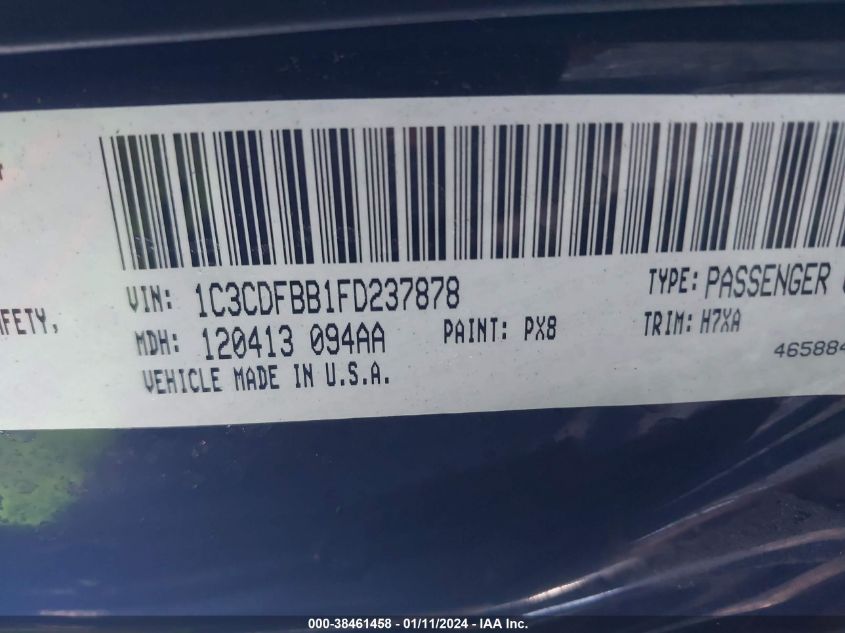 VIN: 1C3CDFBB1FD237878
TYPE: PASSENGER
AFETY,
MDH: 120413 094AA
PAINT: PX8
TRIM: H7XA
VEHICLE MADE IN U.S.A.
465884
000-38461458 - 01/11/2024 - IAA Inc.